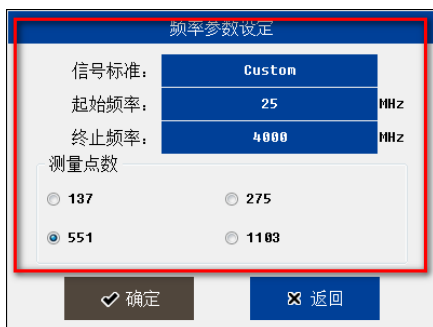 频率参数设定
信号标准: Custom
起始频率: 25 MHz
终止频率: 4000 MHz
测量点数
137 275
551 1103
确定 返回